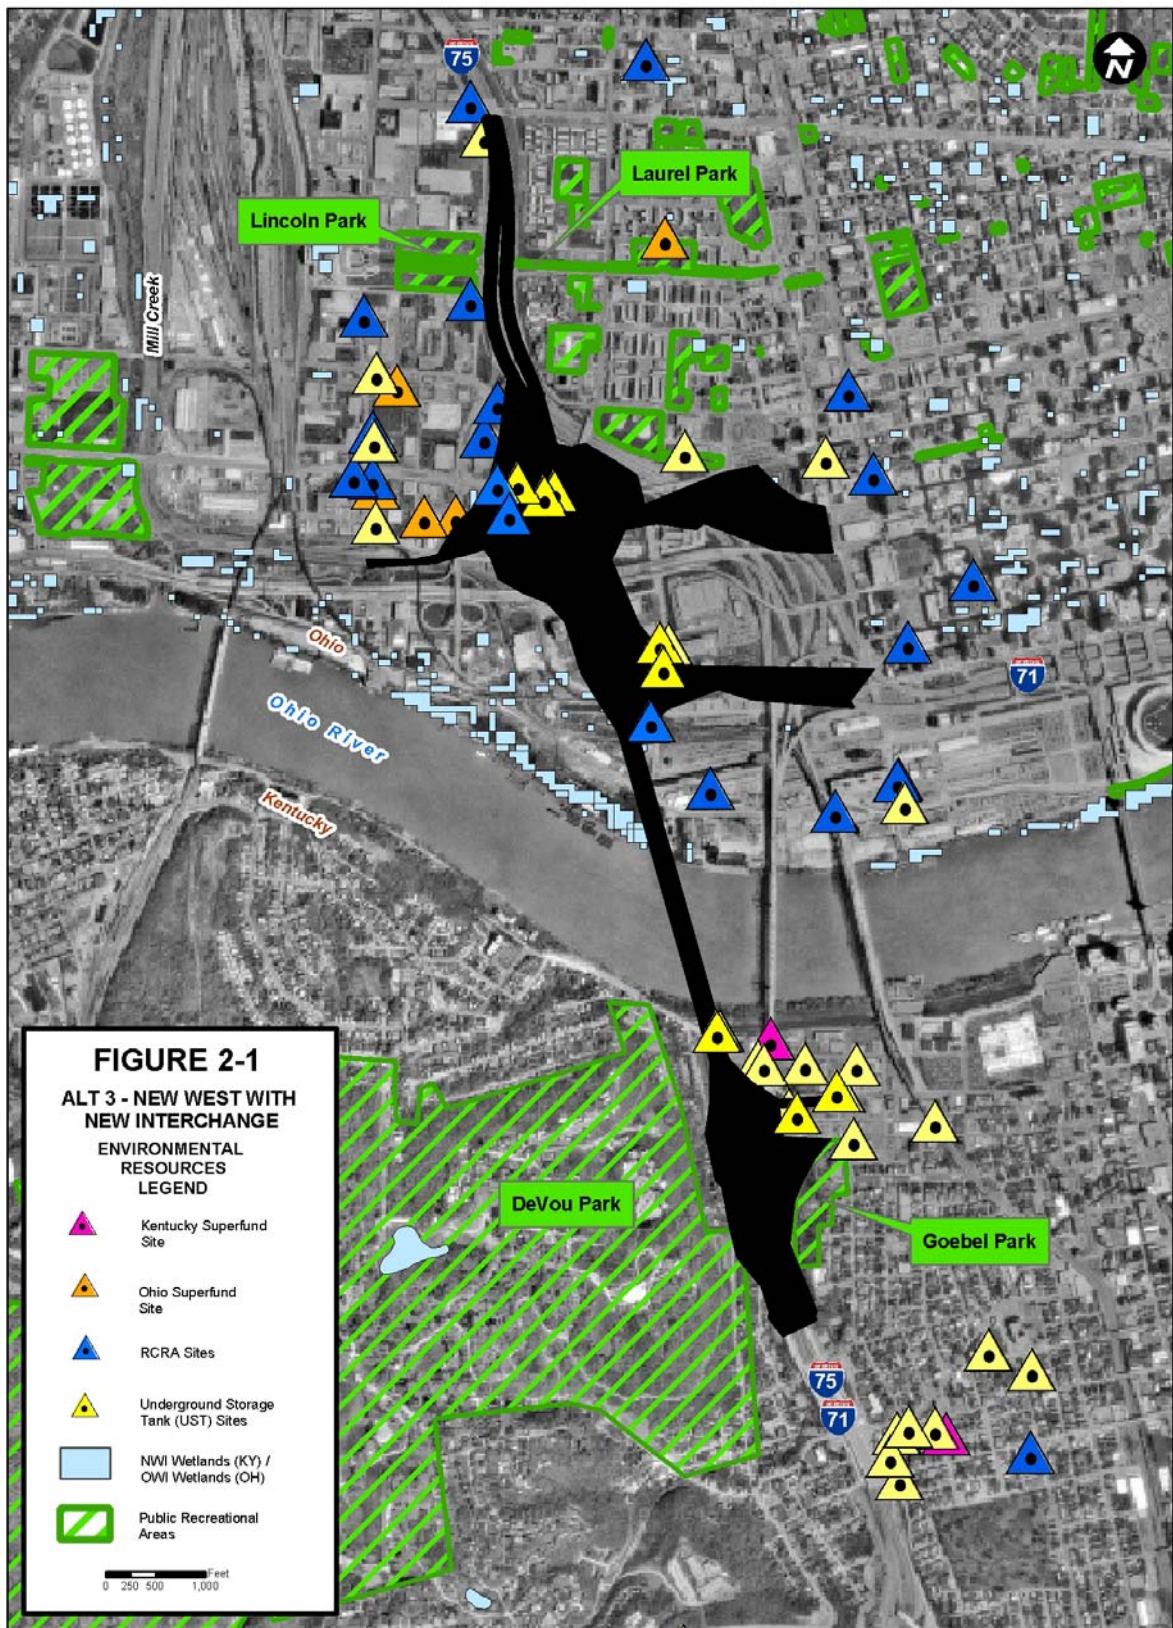 75
N
Laurel Park
Lincoln Park
Mill Creek
Ohio
71
Ohio River
Kentucky
FIGURE 2-1
ALT 3 - NEW WEST WITH
NEW INTERCHANGE
ENVIRONMENTAL
RESOURCES
LEGEND
Kentucky Superfund
Site
Ohio Superfund
Site
RCRA Sites
Underground Storage
Tank (UST) Sites
NWI Wetlands (KY) /
OWI Wetlands (OH)
Public Recreational
Areas
Feet
0 250 500 1,000
DeVou Park
Goebel Park
75
71